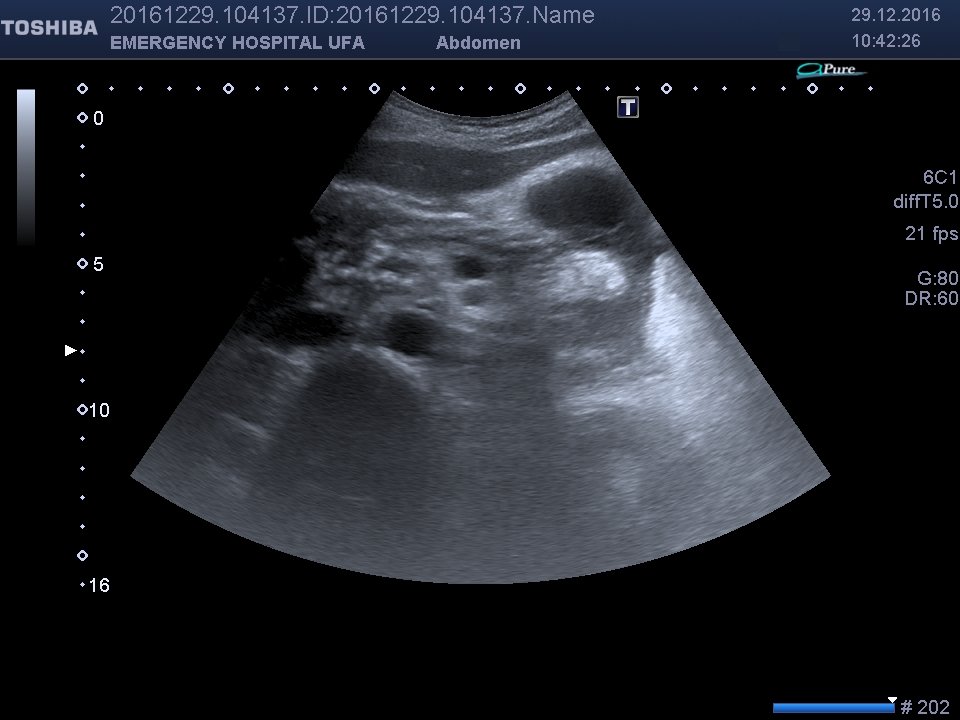 TOSHIBA
20161229.104137.ID:20161229.104137.Name
29.12.2016
EMERGENCY HOSPITAL UFA
Abdomen
10:42:26
aPure
T
0
5
10
16
6C1
diffT5.0
21 fps
G:80
DR:60
# 202